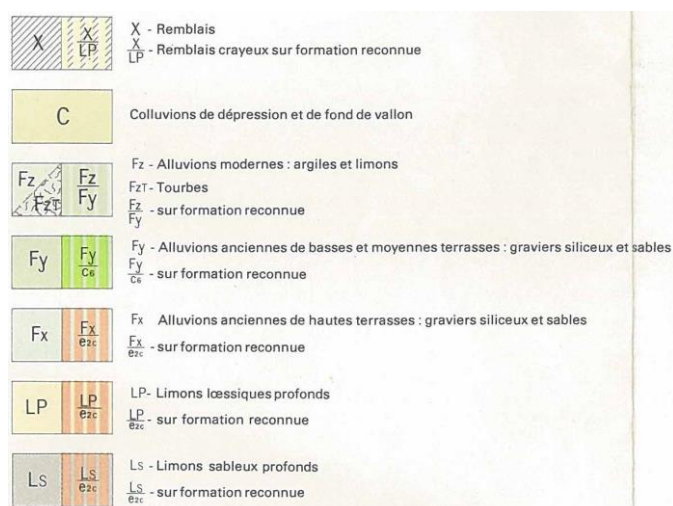 X X/LP X - Remblais
X/LP - Remblais crayeux sur formation reconnue
C Colluvions de dépression et de fond de vallon
Fz FzT Fz/Fy Fz - Alluvions modernes : argiles et limons
FzT - Tourbes
Fz/Fy - sur formation reconnue
Fy Fy/C6 Fy - Alluvions anciennes de basses et moyennes terrasses : graviers siliceux et sables
Fy/C6 - sur formation reconnue
Fx Fx/e2c Fx Alluvions anciennes de hautes terrasses : graviers siliceux et sables
Fx/e2c - sur formation reconnue
LP LP/e2c LP - Limons lœssiques profonds
LP/e2c - sur formation reconnue
LS LS/e2c LS - Limons sableux profonds
LS/e2c - sur formation reconnue